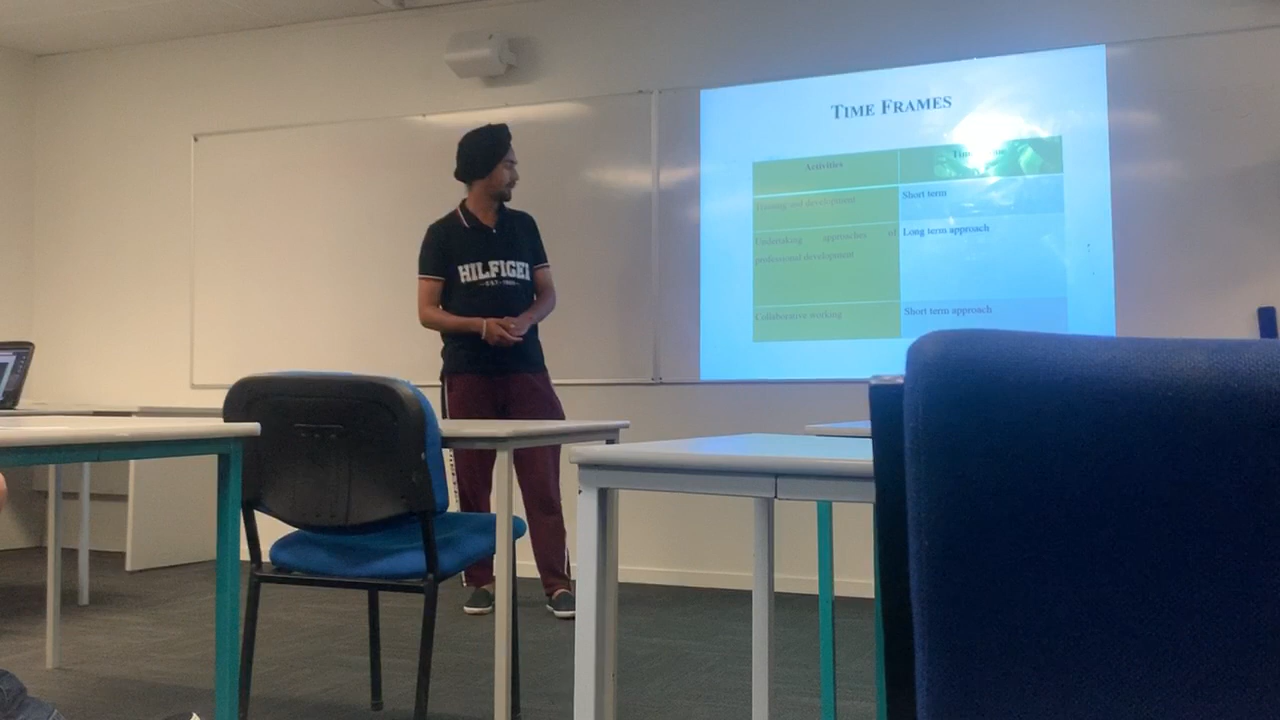 TIME FRAMES
Activities
Training and development
Short term
Undertaking approaches of
professional development
Long term approach
Collaborative working
Short term approach
HILFIGER